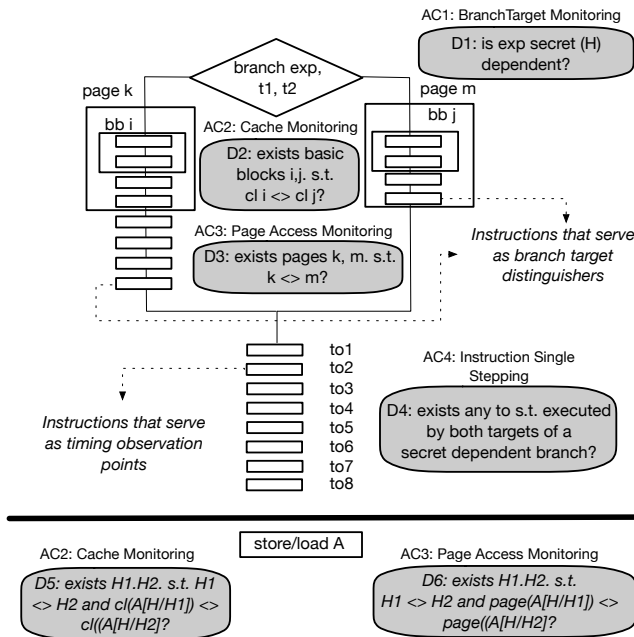 AC1: BranchTarget Monitoring
D1: is exp secret (H)
dependent?
branch exp,
t1, t2
page k
page m
bb i
bb j
AC2: Cache Monitoring
D2: exists basic
blocks i,j. s.t.
cl i <> cl j?
AC3: Page Access Monitoring
D3: exists pages k, m. s.t.
k <> m?
Instructions that serve
as branch target
distinguishers
to1
to2
to3
to4
to5
to6
to7
to8
Instructions that serve
as timing observation
points
AC4: Instruction Single
Stepping
D4: exists any to s.t. executed
by both targets of a
secret dependent branch?
store/load A
AC2: Cache Monitoring
D5: exists H1.H2. s.t. H1
<> H2 and cl(A[H/H1]) <>
cl((A[H/H2]?
AC3: Page Access Monitoring
D6: exists H1.H2. s.t.
H1 <> H2 and page(A[H/H1]) <>
page((A[H/H2]?